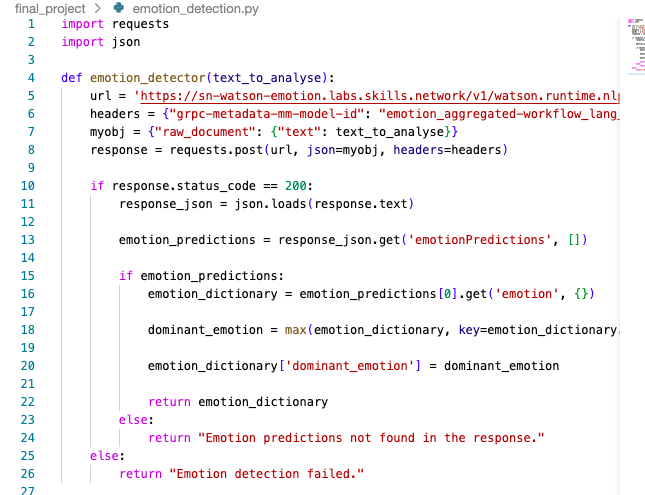 final_project > emotion_detection.py
1 import requests
2 import json
3
4 def emotion_detector(text_to_analyse):
5 url = 'https://sn-watson-emotion.labs.skills.network/v1/watson.runtime.nlp
6 headers = {"grpc-metadata-mm-model-id": "emotion_aggregated-workflow_lang_
7 myobj = {"raw_document": {"text": text_to_analyse}}
8 response = requests.post(url, json=myobj, headers=headers)
9
10 if response.status_code == 200:
11 response_json = json.loads(response.text)
12
13 emotion_predictions = response_json.get('emotionPredictions', [])
14
15 if emotion_predictions:
16 emotion_dictionary = emotion_predictions[0].get('emotion', {})
17
18 dominant_emotion = max(emotion_dictionary, key=emotion_dictionary.
19
20 emotion_dictionary['dominant_emotion'] = dominant_emotion
21
22 return emotion_dictionary
23 else:
24 return "Emotion predictions not found in the response."
25 else:
26 return "Emotion detection failed."
27